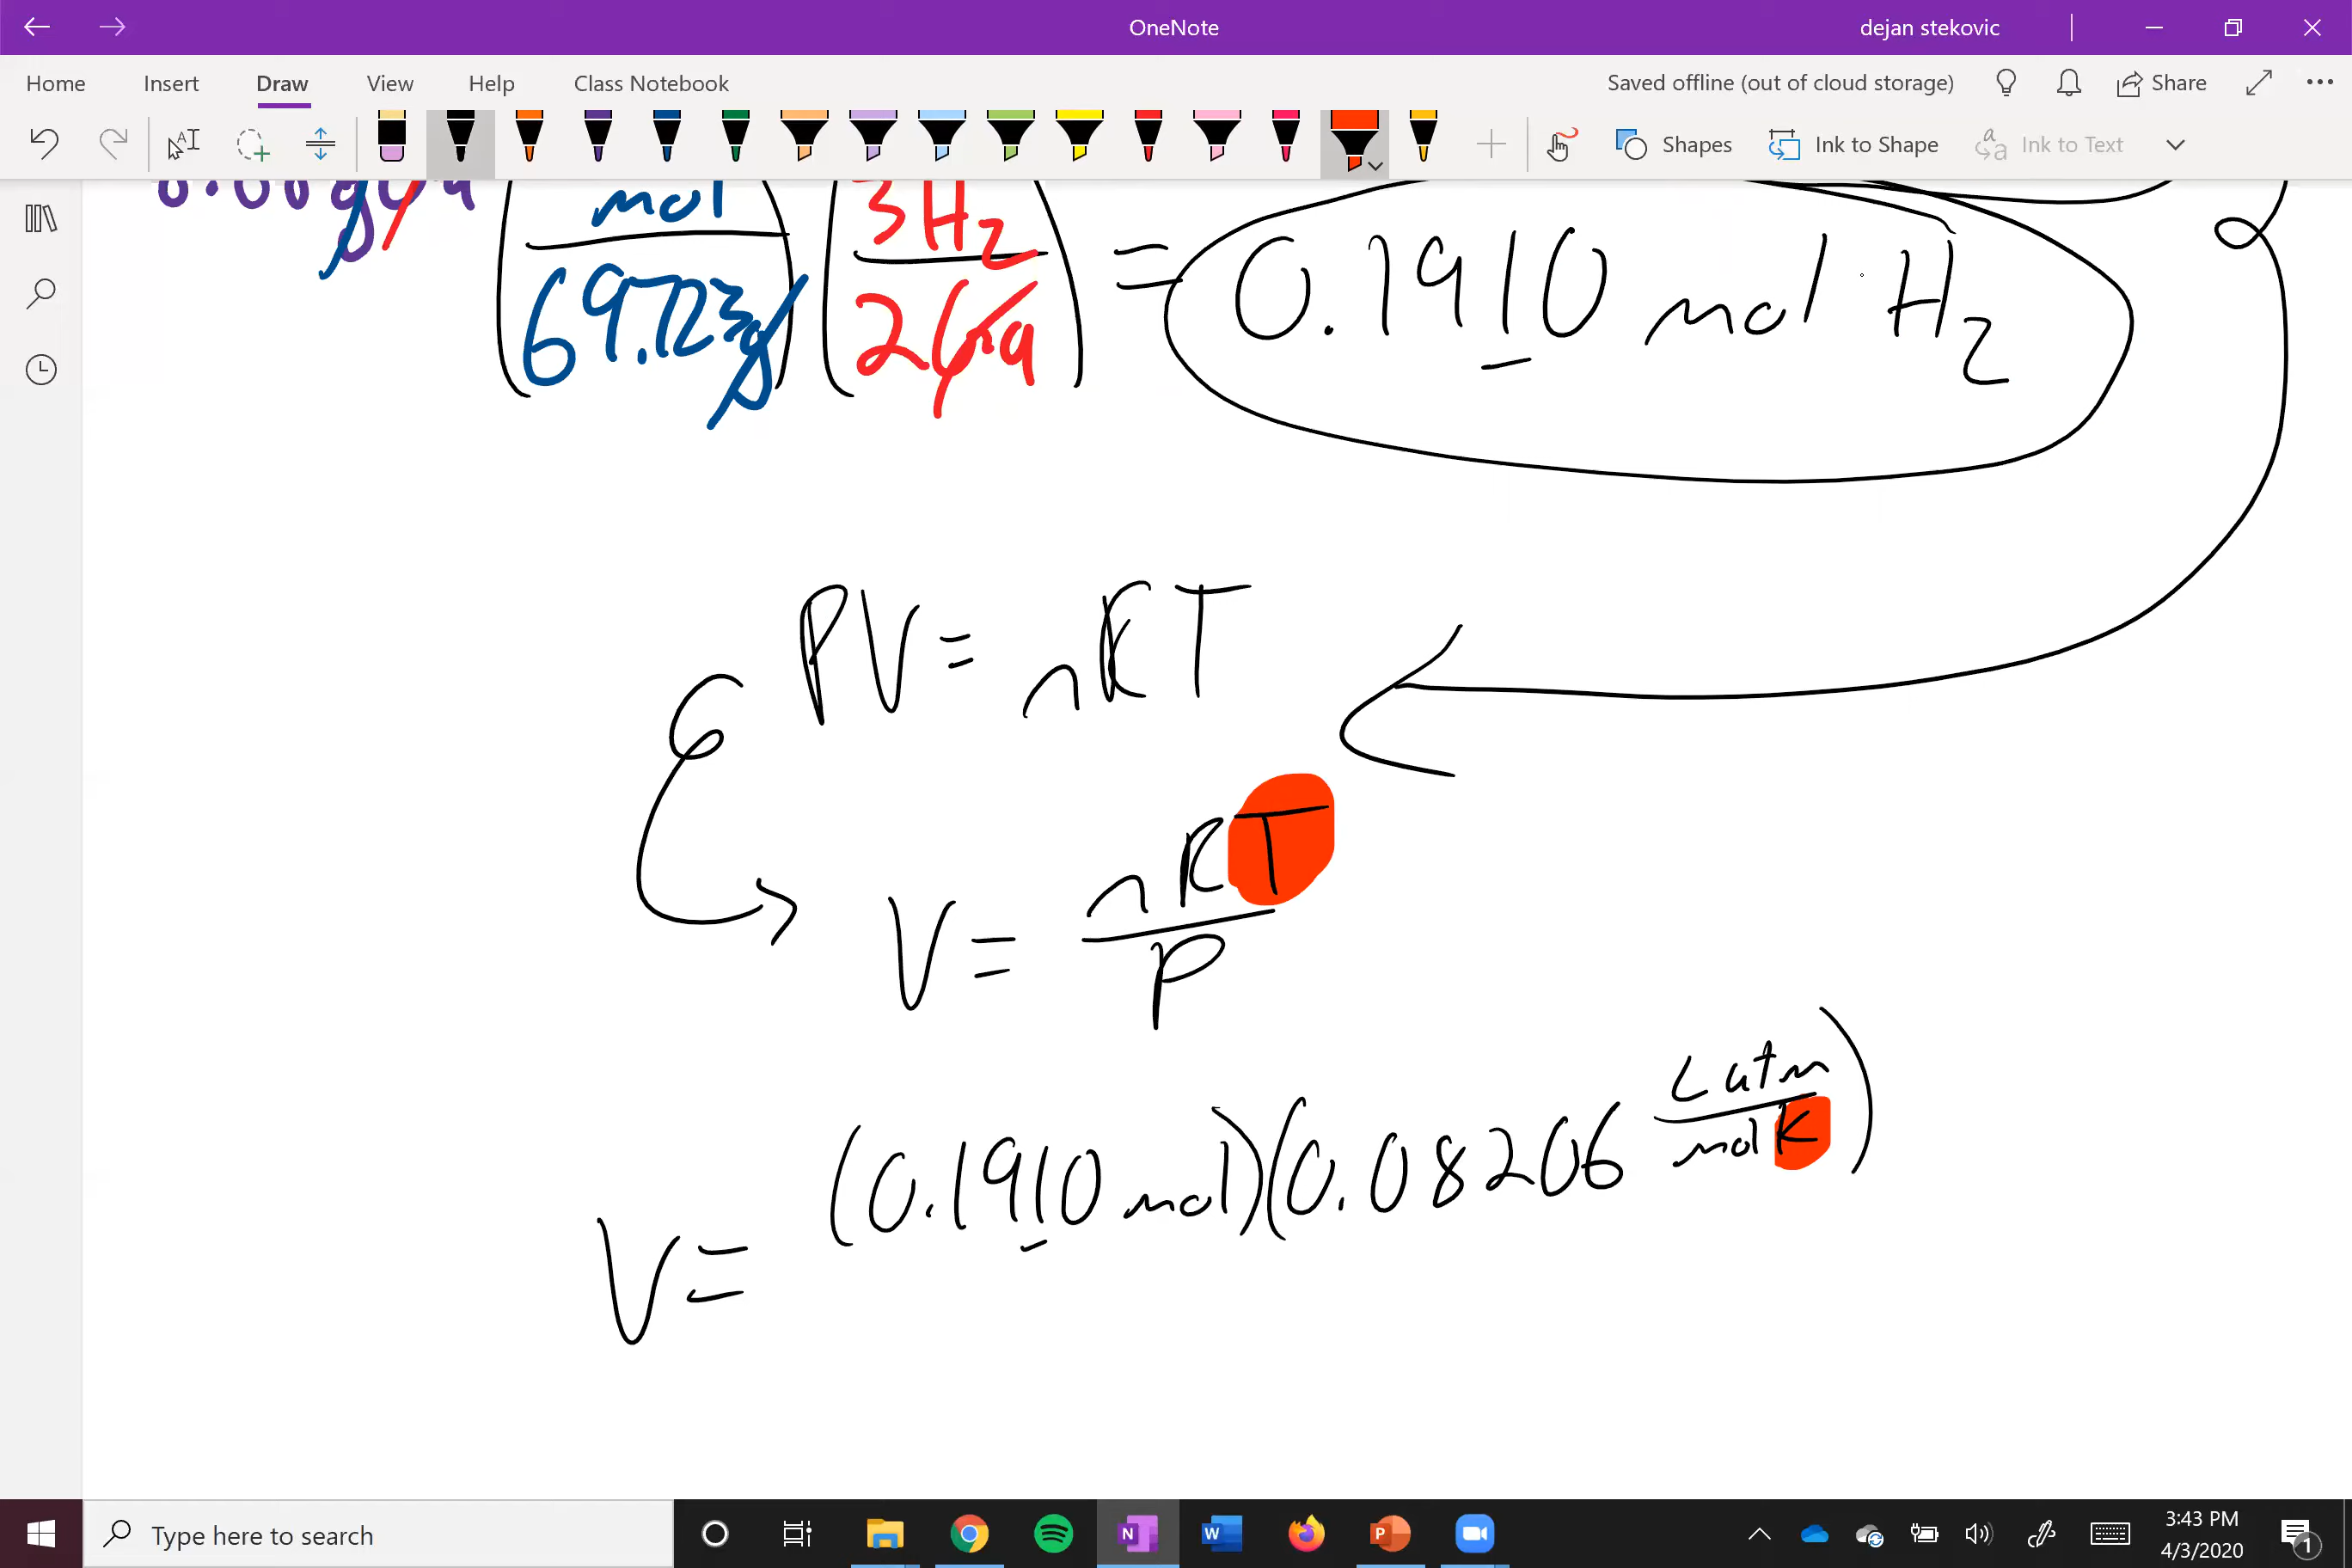 OneNote
dejan stekovic
Home Insert Draw View Help Class Notebook
Saved offline (out of cloud storage) Share
Shapes Ink to Shape Ink to Text
mol 3H2
69.723g 2Ga = 0.1910 mol H2
PV = nRT
V = nRT
P
L atm
mol K
V = (0.1910 mol)(0.08206 )
Type here to search
3:43 PM
4/3/2020
1